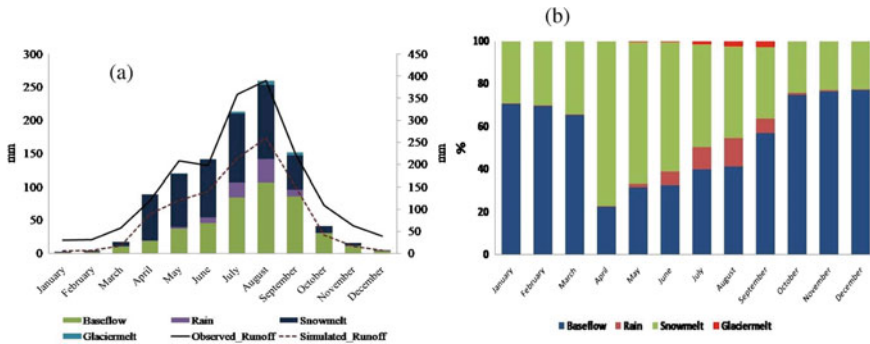 (a)
300
250
200
150
100
50
0
mm
450
400
350
300
250
200
150
100
50
0
mm
January
February
March
April
May
June
July
August
September
October
November
December
Baseflow
Rain
Snowmelt
Glaciermelt
Observed_Runoff
Simulated_Runoff
(b)
100
80
60
40
20
0
%
January
February
March
April
May
June
July
August
September
October
November
December
Baseflow
Rain
Snowmelt
Glaciermelt